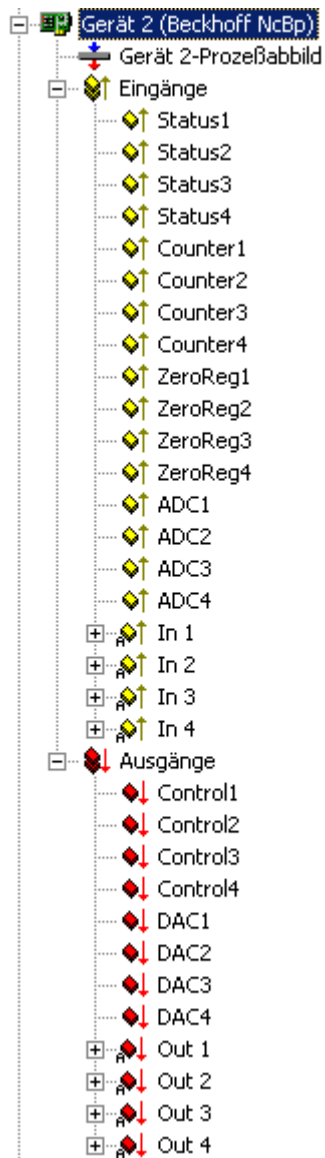 Gerät 2 (Beckhoff NcBp)
Gerät 2-Prozeßabbild
Eingänge
Status1
Status2
Status3
Status4
Counter1
Counter2
Counter3
Counter4
ZeroReg1
ZeroReg2
ZeroReg3
ZeroReg4
ADC1
ADC2
ADC3
ADC4
In 1
In 2
In 3
In 4
Ausgänge
Control1
Control2
Control3
Control4
DAC1
DAC2
DAC3
DAC4
Out 1
Out 2
Out 3
Out 4